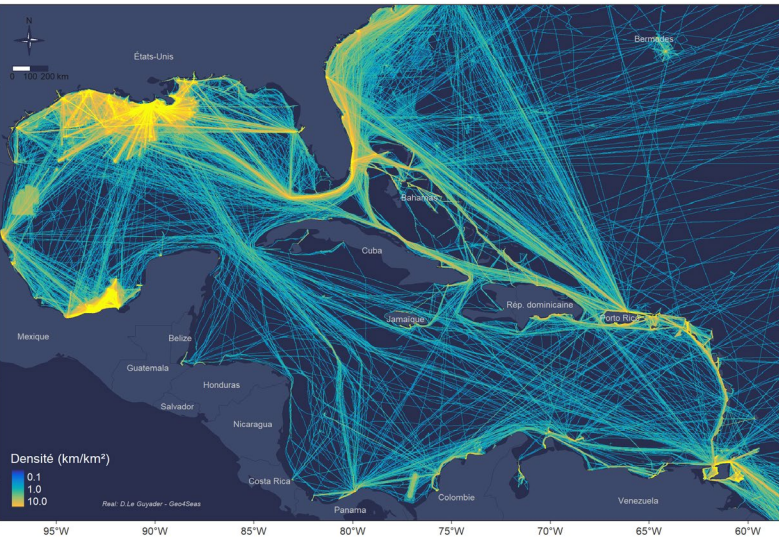 N
États-Unis
Bermudes
0 100 200 km
Bahamas
Cuba
Rép. dominicaine
Porto Rico
Jamaïque
Mexique
Belize
Guatemala
Honduras
Salvador
Nicaragua
Densité (km/km²)
0.1
1.0
10.0
Costa Rica
Réal: D.Le Guyader - Geo4Seas
Panama
Colombie
Venezuela
95°W 90°W 85°W 80°W 75°W 70°W 65°W 60°W